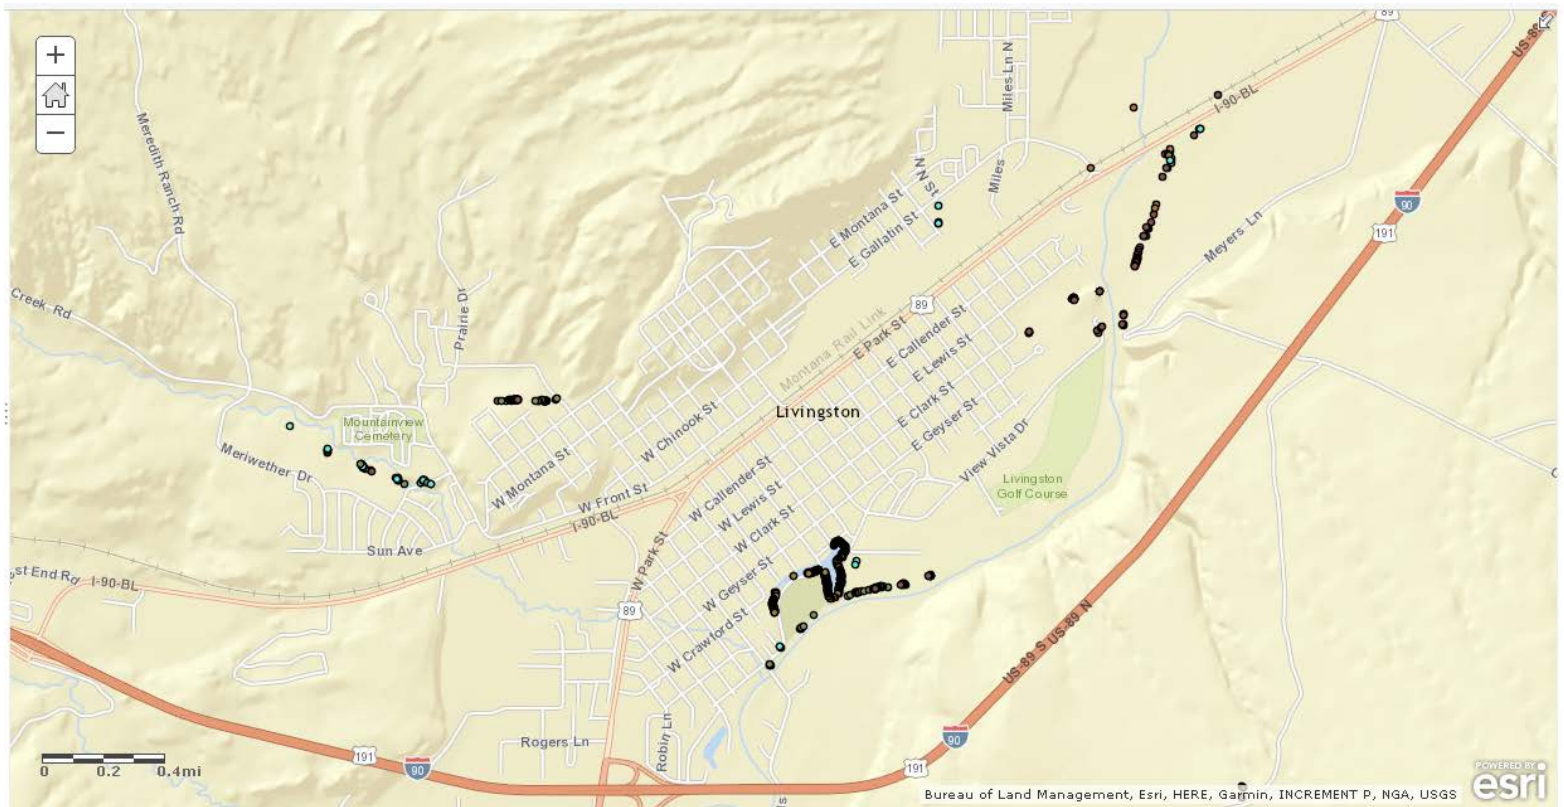 +
−
89
US-89
I-90-BL
Miles Ln N
Meredith Ranch Rd
N N St
Miles
90
191
E Montana St
E Gallatin St
Meyers Ln
Creek Rd
Prairie Dr
89
Montana Rail Link
E Park St
E Callender St
E Lewis St
Livingston
E Clark St
E Geyser St
Mountainview
Cemetery
W Chinook St
Meriwether Dr
W Montana St
View Vista Dr
W Front St
I-90-BL
W Callender St
W Lewis St
W Clark St
Livingston
Golf Course
Sun Ave
W Park St
W Geyser St
st End Rd
I-90-BL
89
W Crawford St
US-89 S US-89 N
Rogers Ln
Robin Ln
90
191
90
191
0 0.2 0.4mi
S
Bureau of Land Management, Esri, HERE, Garmin, INCREMENT P, NGA, USGS
POWERED BY
esri